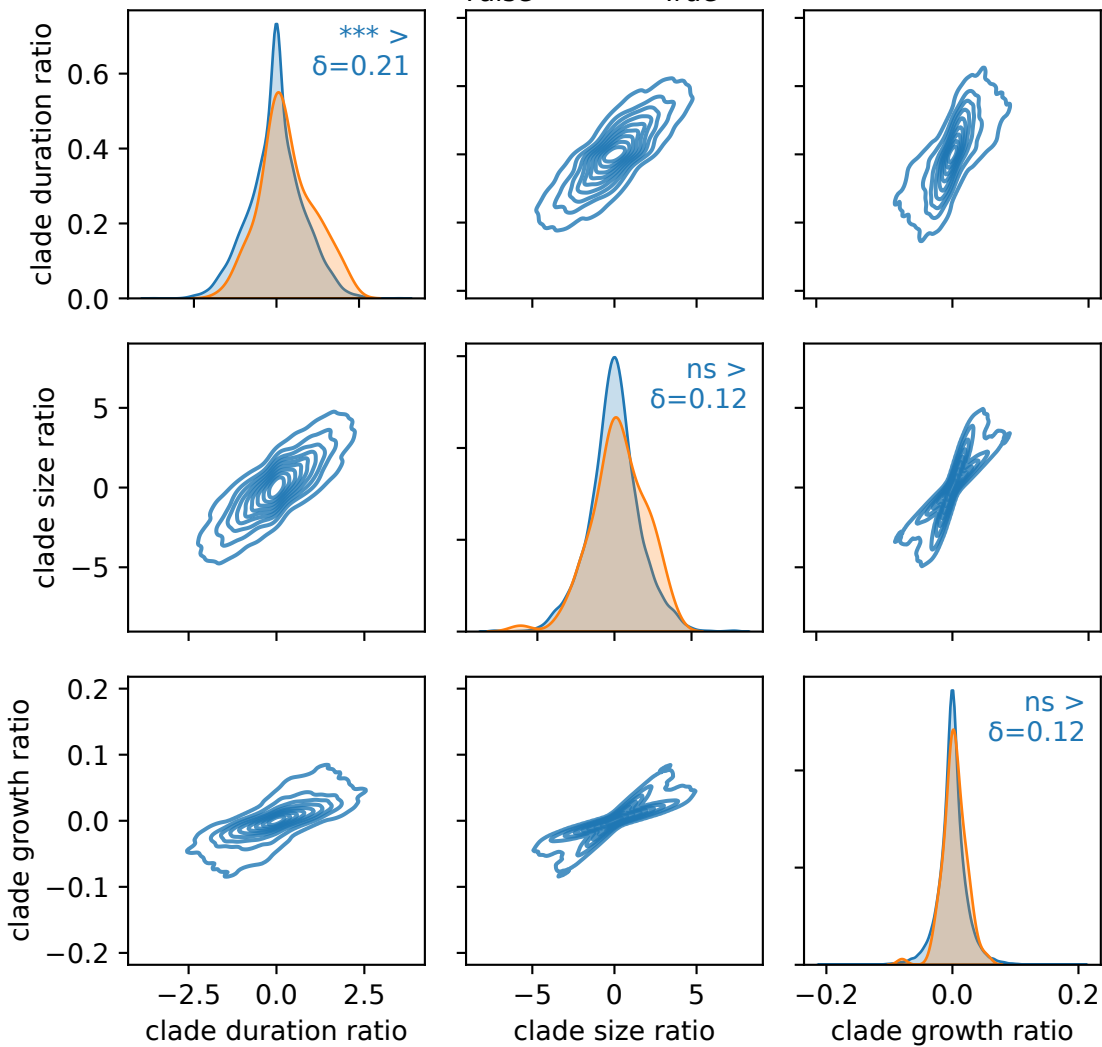 clade duration ratio
0.6
0.4
0.2
0.0
*** >
δ=0.21
clade size ratio
5
0
−5
ns >
δ=0.12
clade growth ratio
0.2
0.1
0.0
−0.1
−0.2
ns >
δ=0.12
−2.5 0.0 2.5
clade duration ratio
−5 0 5
clade size ratio
−0.2 0.0 0.2
clade growth ratio